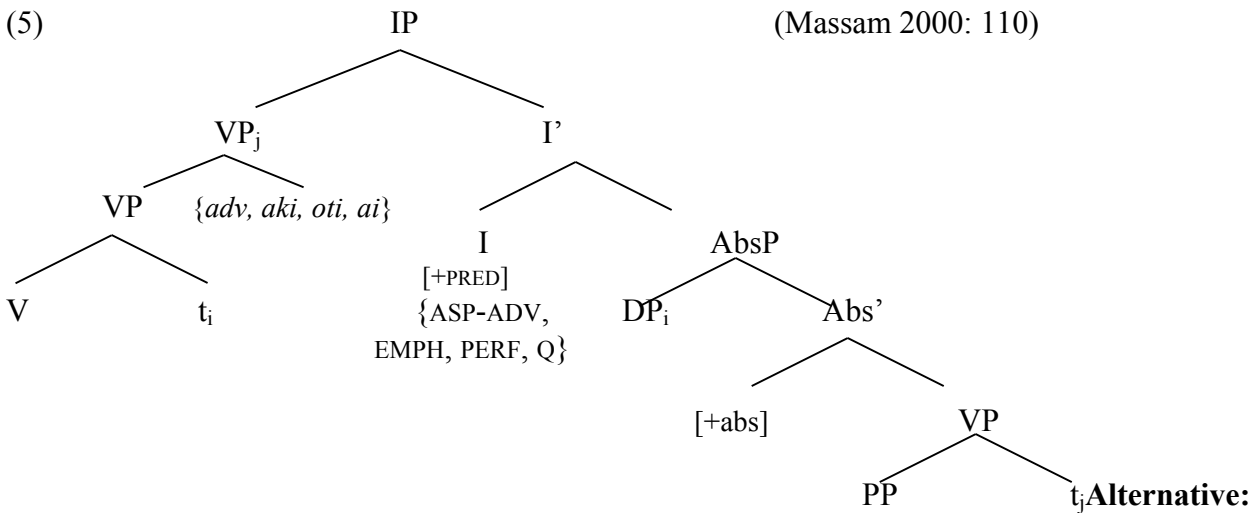 (5) IP (Massam 2000: 110)
VPj I’
VP {adv, aki, oti, ai}
I AbsP
[+PRED]
V ti {ASP-ADV, DPi Abs’
EMPH, PERF, Q}
[+abs] VP
PP tjAlternative: